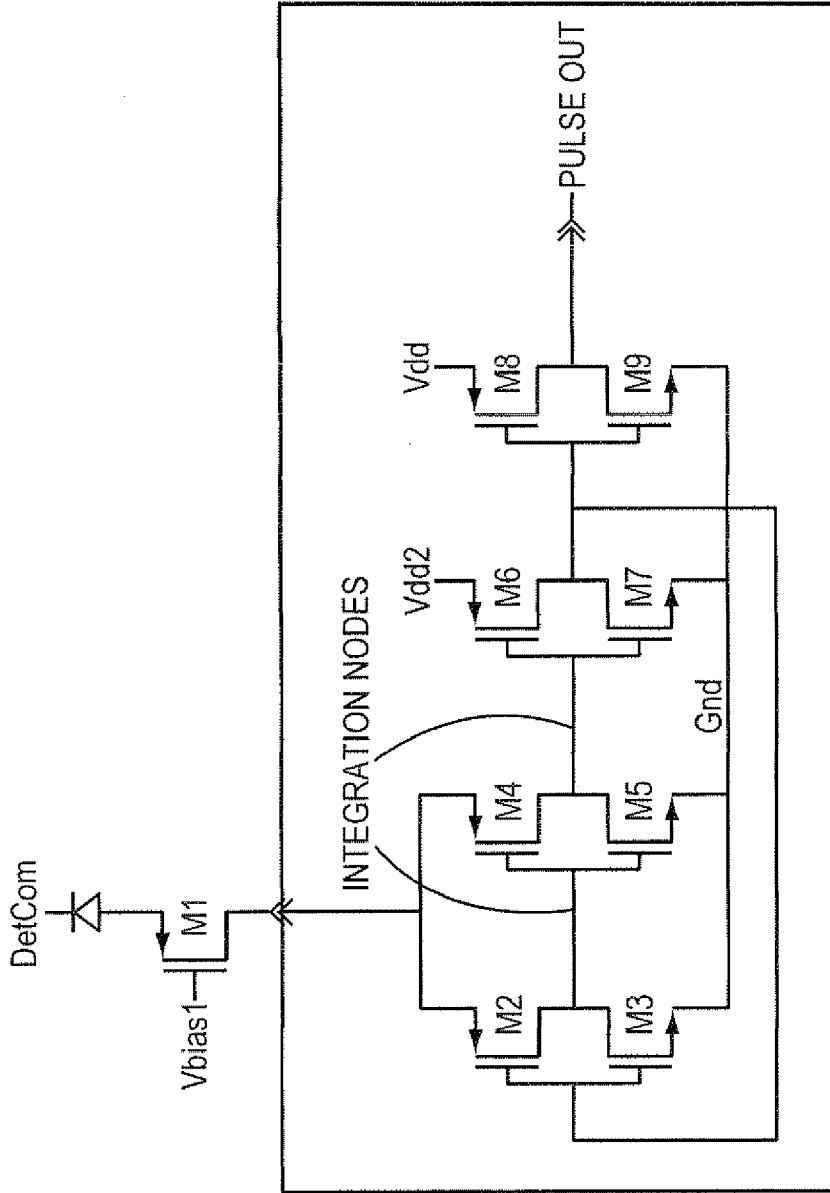 DetCom
M1
Vbias1
INTEGRATION NODES
Vdd2
Vdd
M2
M4
M6
M8
PULSE OUT
M3
M5
M7
M9
Gnd